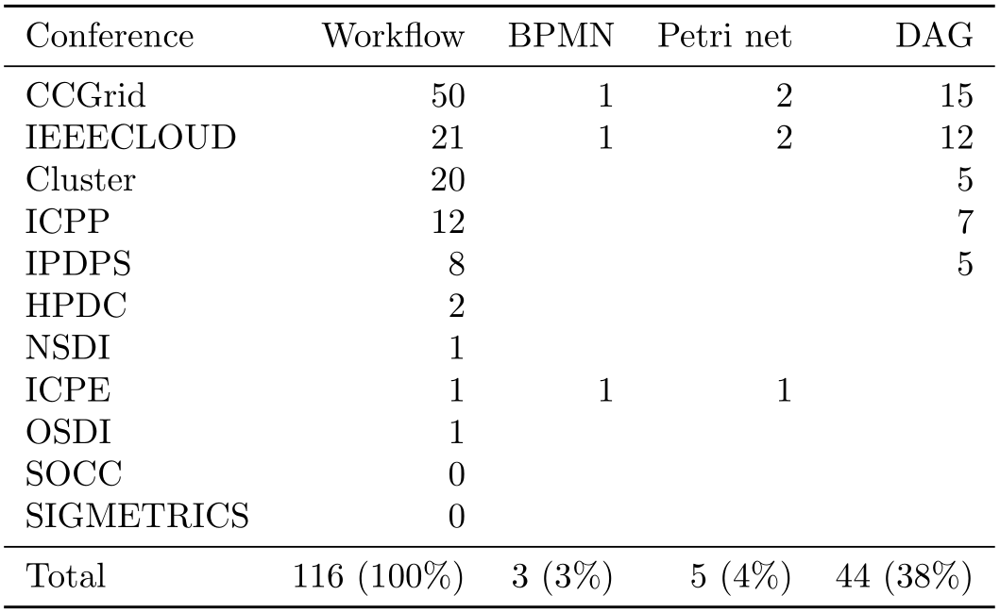 Conference Workflow BPMN Petri net DAG
CCGrid 50 1 2 15
IEEECLOUD 21 1 2 12
Cluster 20 5
ICPP 12 7
IPDPS 8 5
HPDC 2
NSDI 1
ICPE 1 1 1
OSDI 1
SOCC 0
SIGMETRICS 0
Total 116 (100%) 3 (3%) 5 (4%) 44 (38%)